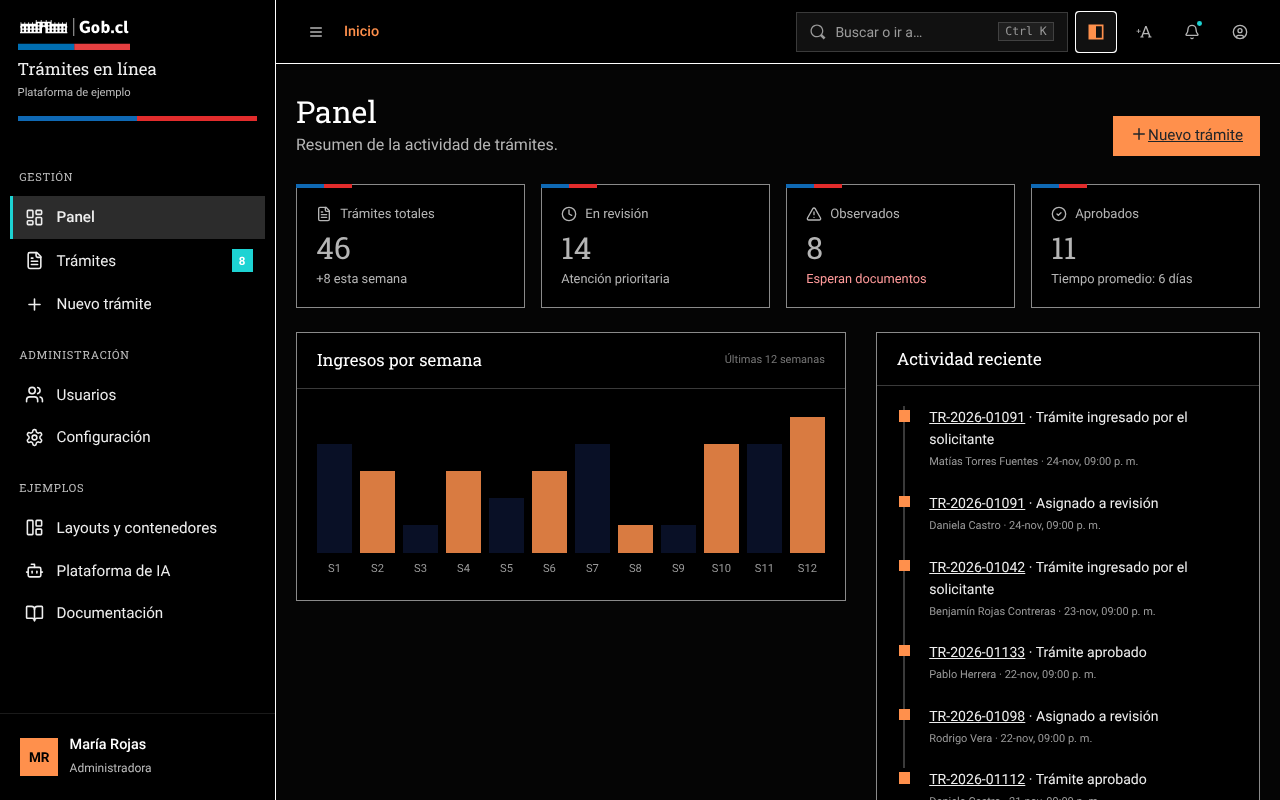 Gob.cl
Trámites en línea
Plataforma de ejemplo
GESTIÓN
Panel
Trámites
8
Nuevo trámite
ADMINISTRACIÓN
Usuarios
Configuración
EJEMPLOS
Layouts y contenedores
Plataforma de IA
Documentación
MR
María Rojas
Administradora
Inicio
Buscar o ir a…
Ctrl K
+A
Panel
Resumen de la actividad de trámites.
Nuevo trámite
Trámites totales
46
+8 esta semana
En revisión
14
Atención prioritaria
Observados
8
Esperan documentos
Aprobados
11
Tiempo promedio: 6 días
Ingresos por semana
Últimas 12 semanas
S1 S2 S3 S4 S5 S6 S7 S8 S9 S10 S11 S12
Actividad reciente
TR-2026-01091 · Trámite ingresado por el
solicitante
Matías Torres Fuentes · 24-nov, 09:00 p. m.
TR-2026-01091 · Asignado a revisión
Daniela Castro · 24-nov, 09:00 p. m.
TR-2026-01042 · Trámite ingresado por el
solicitante
Benjamín Rojas Contreras · 23-nov, 09:00 p. m.
TR-2026-01133 · Trámite aprobado
Pablo Herrera · 22-nov, 09:00 p. m.
TR-2026-01098 · Asignado a revisión
Rodrigo Vera · 22-nov, 09:00 p. m.
TR-2026-01112 · Trámite aprobado